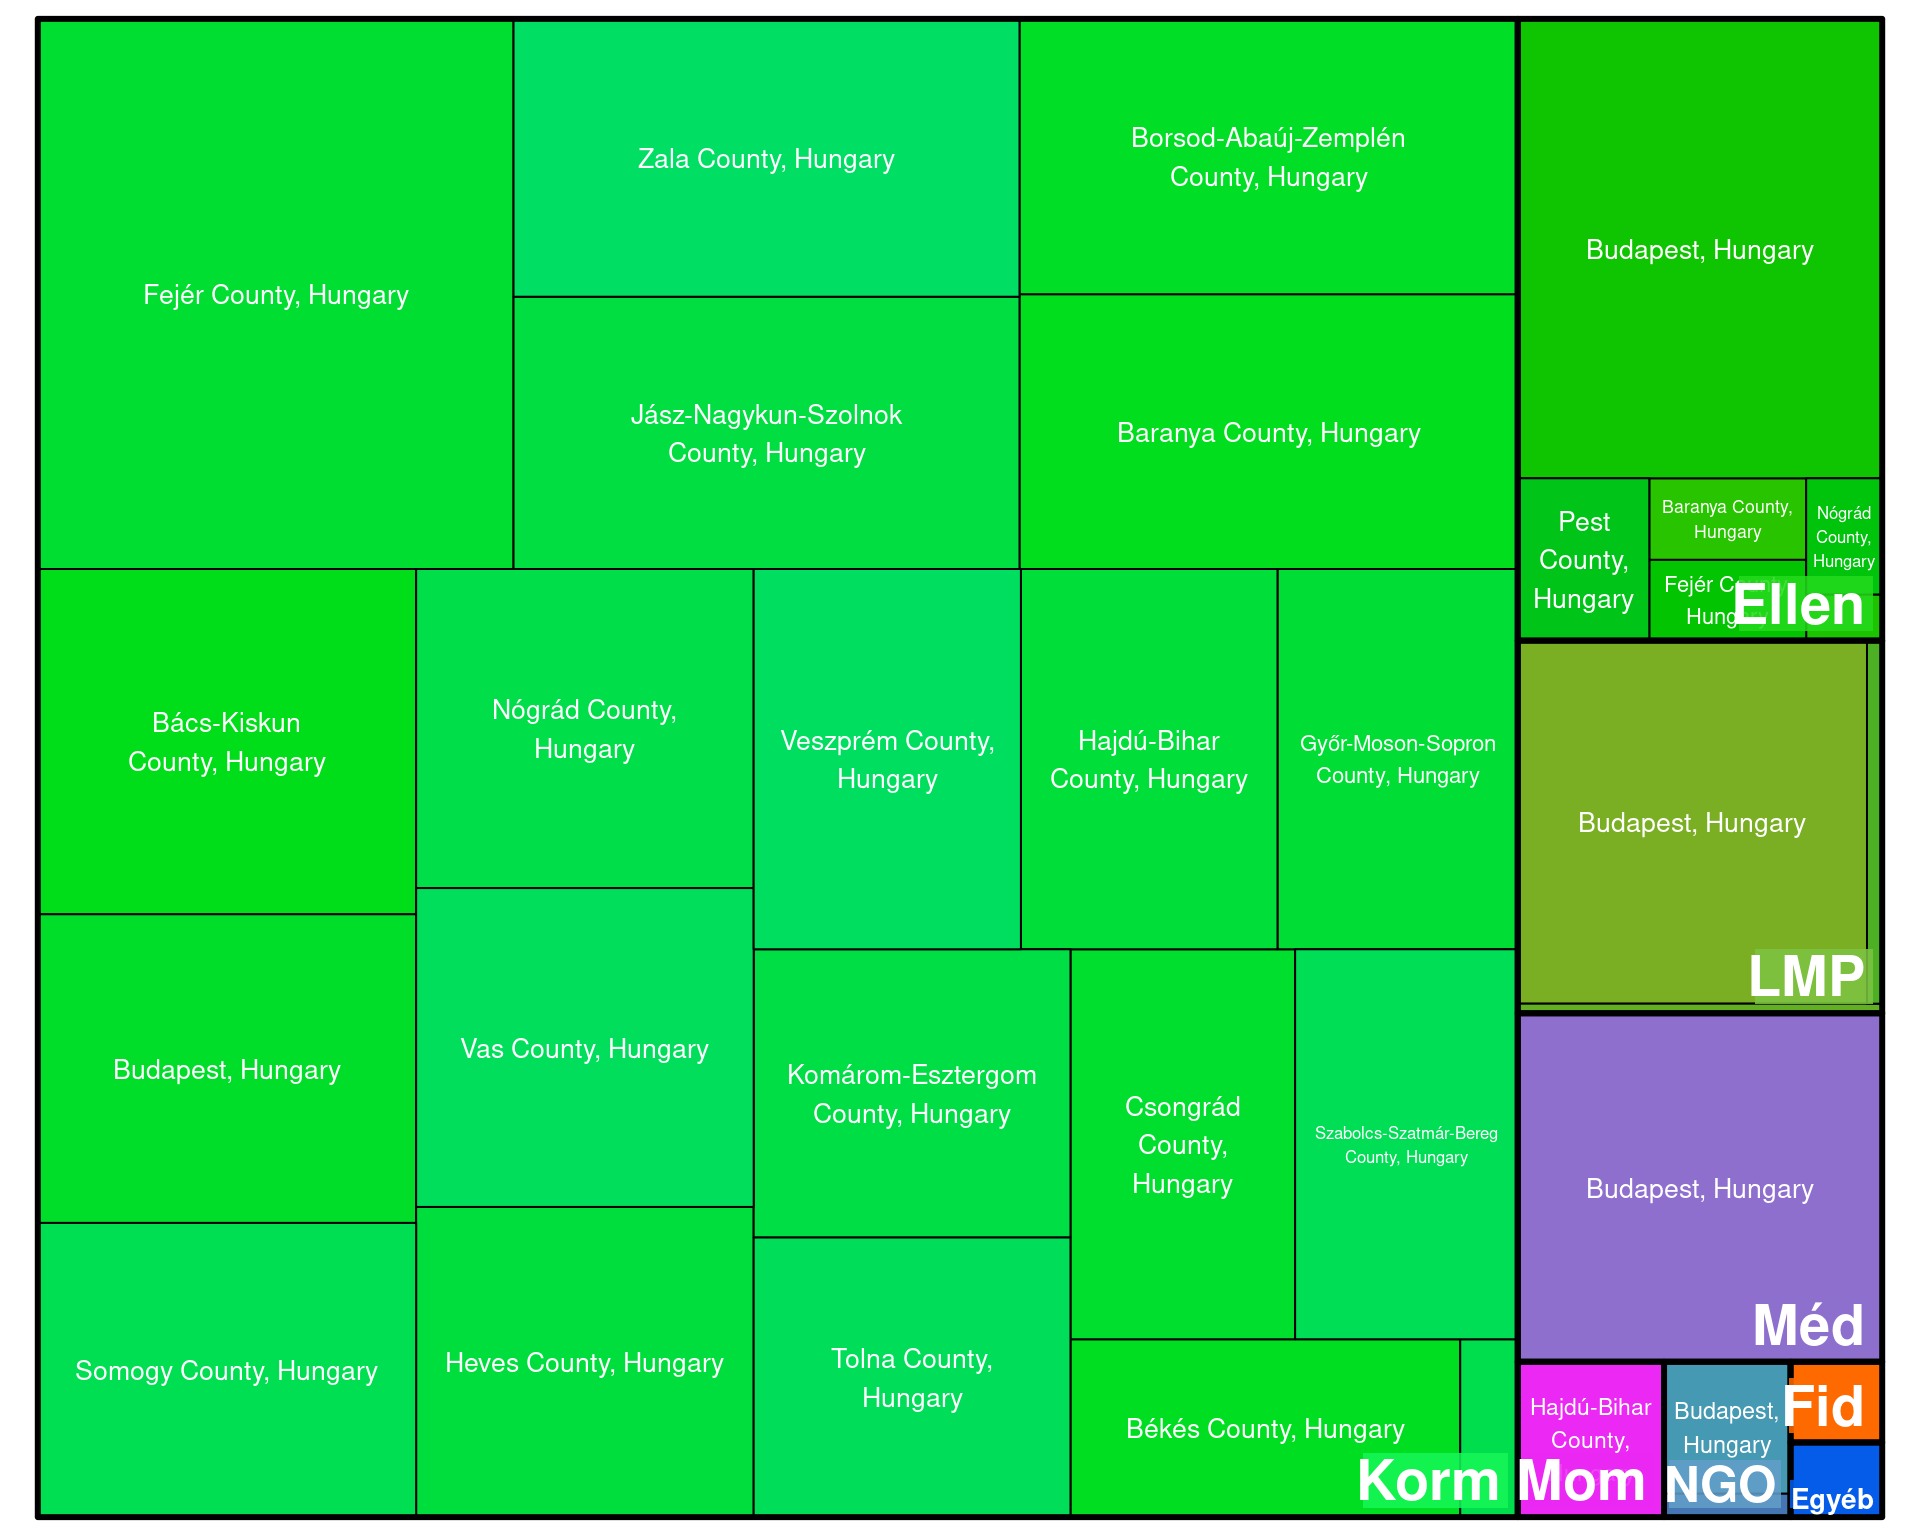 Fejér County, Hungary
Zala County, Hungary
Borsod-Abaúj-Zemplén
County, Hungary
Jász-Nagykun-Szolnok
County, Hungary
Baranya County, Hungary
Bács-Kiskun
County, Hungary
Budapest, Hungary
Somogy County, Hungary
Nógrád County,
Hungary
Vas County, Hungary
Heves County, Hungary
Veszprém County,
Hungary
Hajdú-Bihar
County, Hungary
Győr-Moson-Sopron
County, Hungary
Komárom-Esztergom
County, Hungary
Tolna County,
Hungary
Csongrád
County,
Hungary
Szabolcs-Szatmár-Bereg
County, Hungary
Békés County, Hungary
Korm
Budapest, Hungary
Pest
County,
Hungary
Baranya County,
Hungary
Fejér County,
Hungary
Nógrád
County,
Hungary
Ellen
Budapest, Hungary
LMP
Budapest, Hungary
Méd
Hajdú-Bihar
County,
Mom
Budapest,
Hungary
NGO
Fid
Egyéb